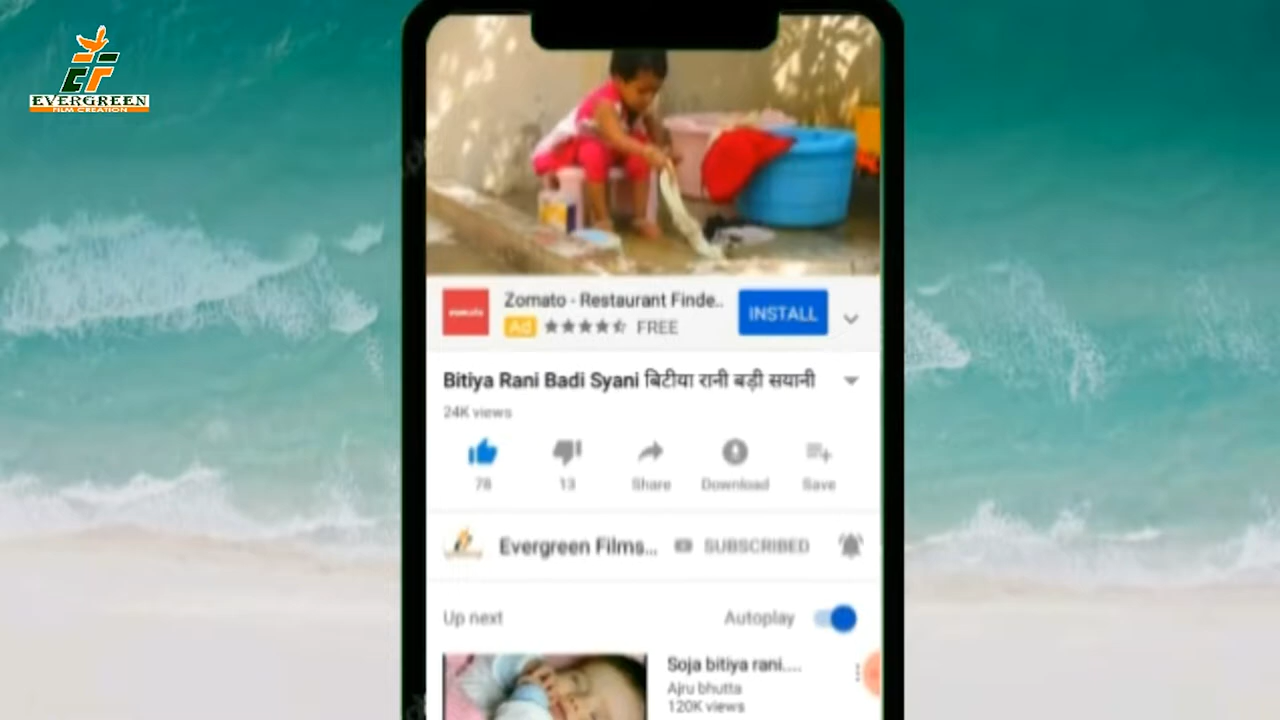 EVERGREEN
FILM CREATION
zomato
Zomato - Restaurant Finde..
Ad FREE
INSTALL
Bitiya Rani Badi Syani बिटीया रानी बड़ी सयानी
24K views
78
13
Share
Download
Save
Evergreen Films...
SUBSCRIBED
Up next
Autoplay
Soja bitiya rani....
Ajru bhutta
120K views